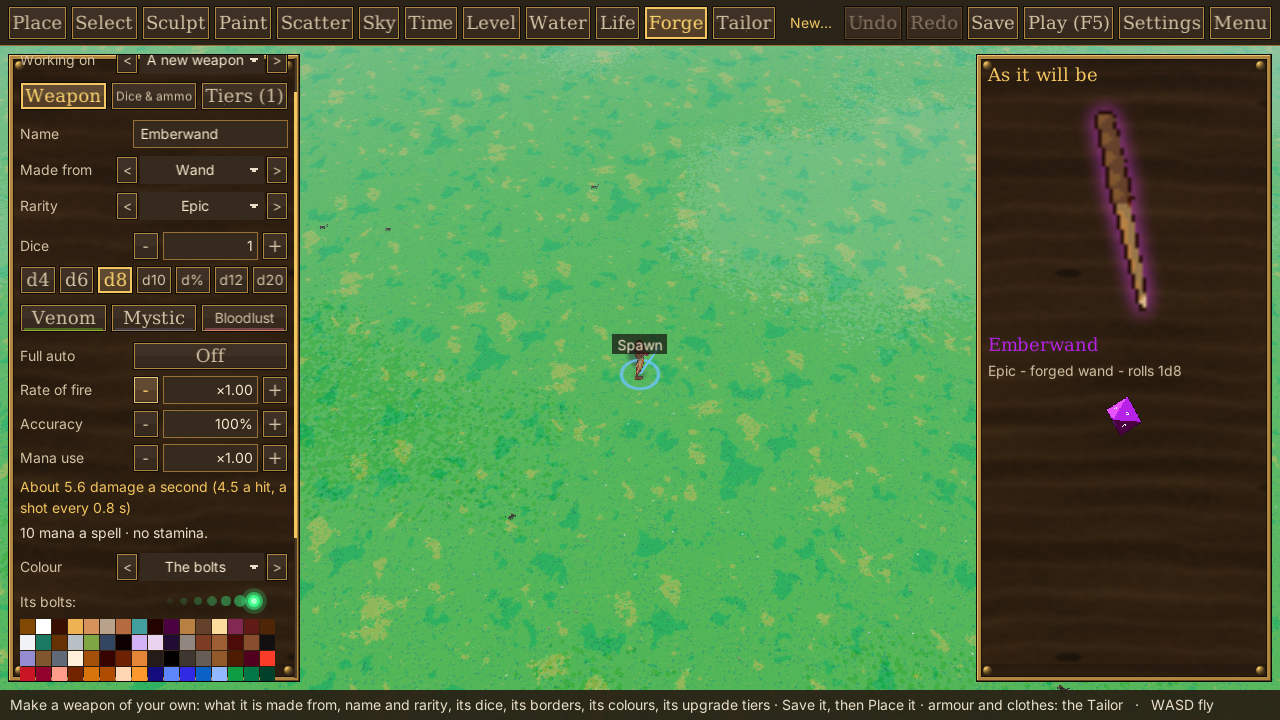 Place Select Sculpt Paint Scatter Sky Time Level Water Life Forge Tailor New... Undo Redo Save Play (F5) Settings Menu
Working on < A new weapon >
Weapon Dice & ammo Tiers (1)
Name Emberwand
Made from < Wand >
Rarity < Epic >
Dice - 1 +
d4 d6 d8 d10 d% d12 d20
Venom Mystic Bloodlust
Full auto Off
Rate of fire - ×1.00 +
Accuracy - 100% +
Mana use - ×1.00 +
About 5.6 damage a second (4.5 a hit, a
shot every 0.8 s)
10 mana a spell · no stamina.
Colour < The bolts >
Its bolts:
Spawn
As it will be
Emberwand
Epic - forged wand - rolls 1d8
Make a weapon of your own: what it is made from, name and rarity, its dice, its borders, its colours, its upgrade tiers · Save it, then Place it · armour and clothes: the Tailor · WASD fly